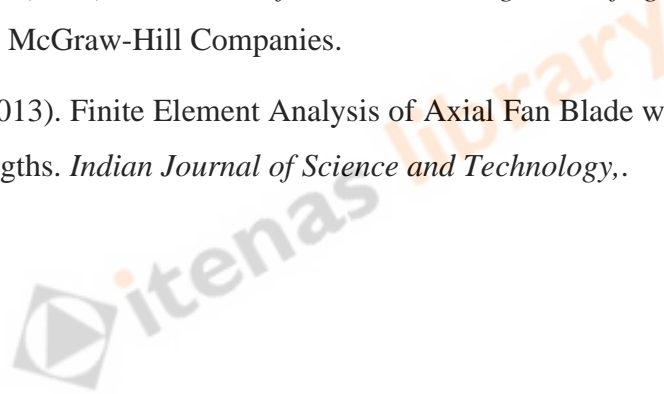 McGraw-Hill Companies.
013). Finite Element Analysis of Axial Fan Blade w
gths. Indian Journal of Science and Technology,.
itenas library